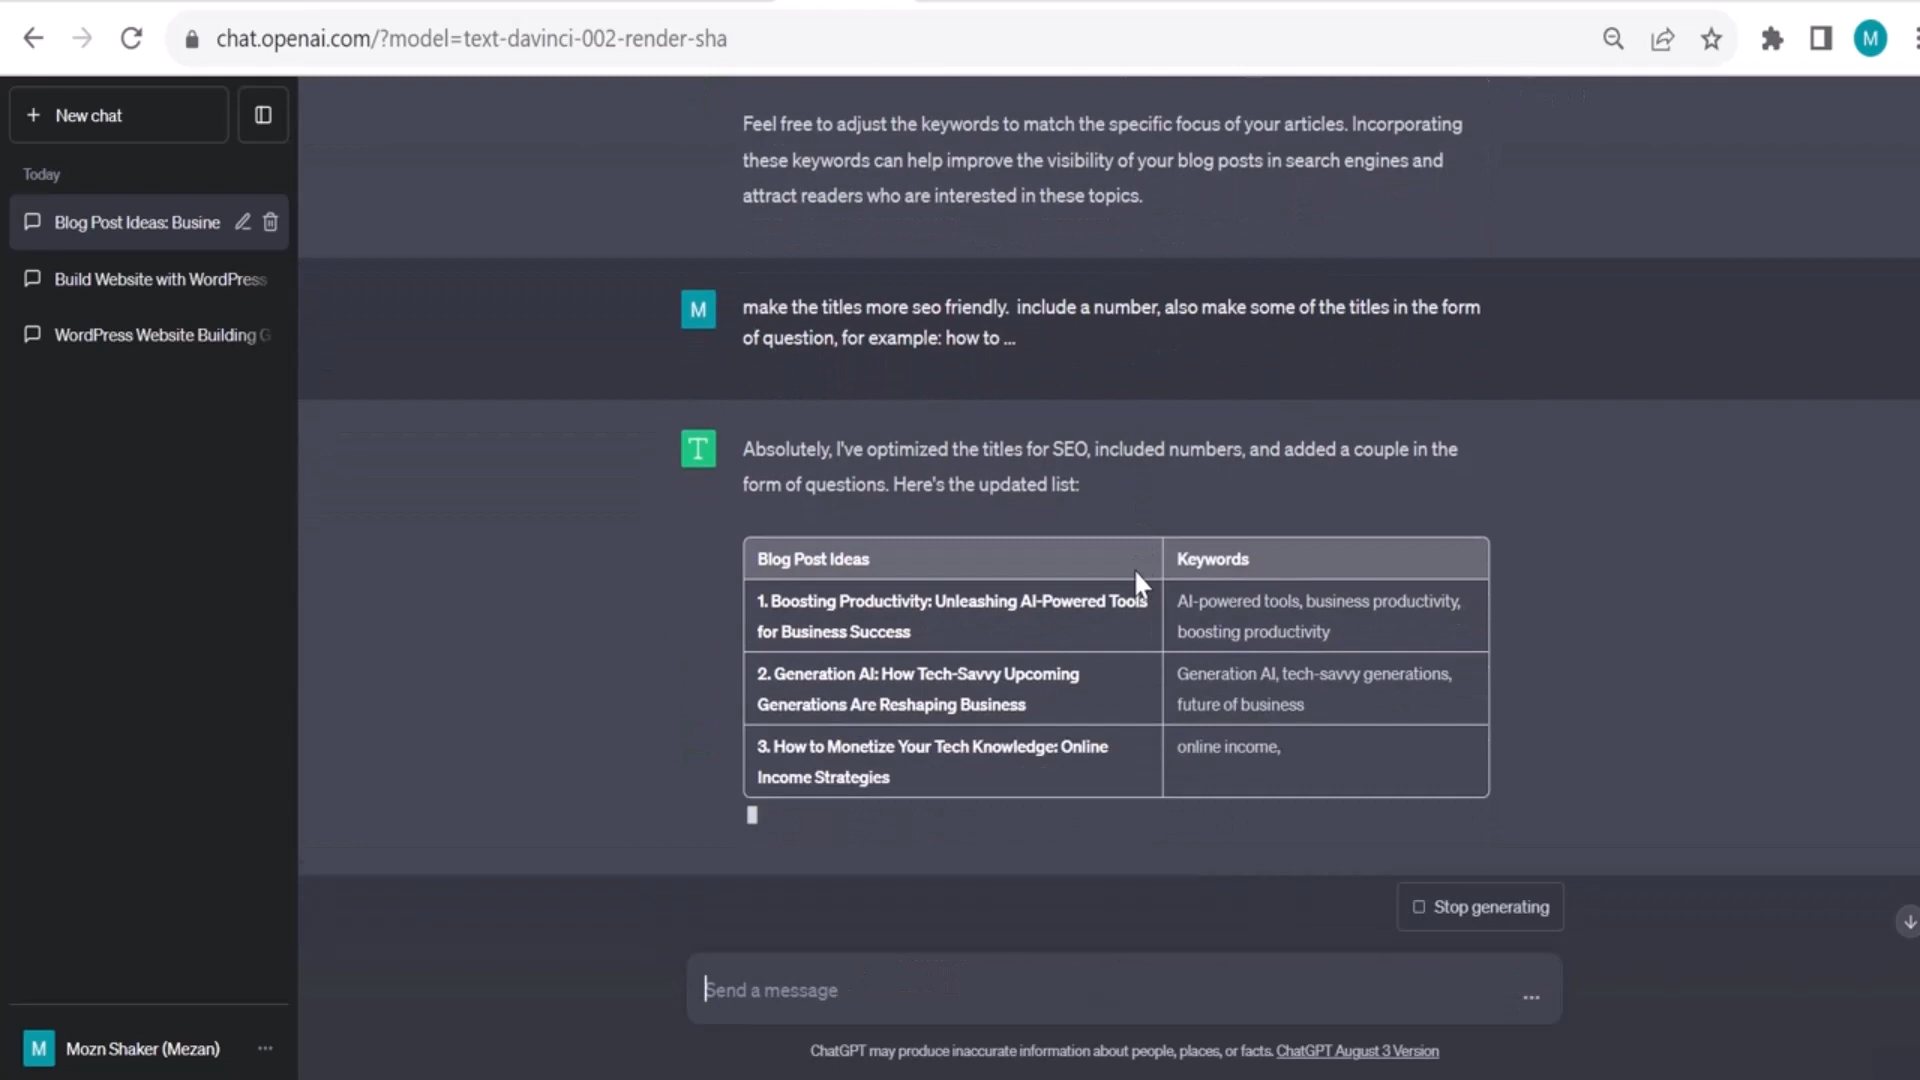 chat.openai.com/?model=text-davinci-002-render-sha
M
+ New chat
Today
Blog Post Ideas: Busine
Build Website with WordPress
WordPress Website Building G
Feel free to adjust the keywords to match the specific focus of your articles. Incorporating
these keywords can help improve the visibility of your blog posts in search engines and
attract readers who are interested in these topics.
M
make the titles more seo friendly.  include a number, also make some of the titles in the form
of question, for example: how to ...
T
Absolutely, I've optimized the titles for SEO, included numbers, and added a couple in the
form of questions. Here's the updated list:
Blog Post Ideas
Keywords
1. Boosting Productivity: Unleashing AI-Powered Tools
for Business Success
AI-powered tools, business productivity,
boosting productivity
2. Generation AI: How Tech-Savvy Upcoming
Generations Are Reshaping Business
Generation AI, tech-savvy generations,
future of business
3. How to Monetize Your Tech Knowledge: Online
Income Strategies
online income,
Stop generating
Send a message
...
M
Mozn Shaker (Mezan)
...
ChatGPT may produce inaccurate information about people, places, or facts. ChatGPT August 3 Version